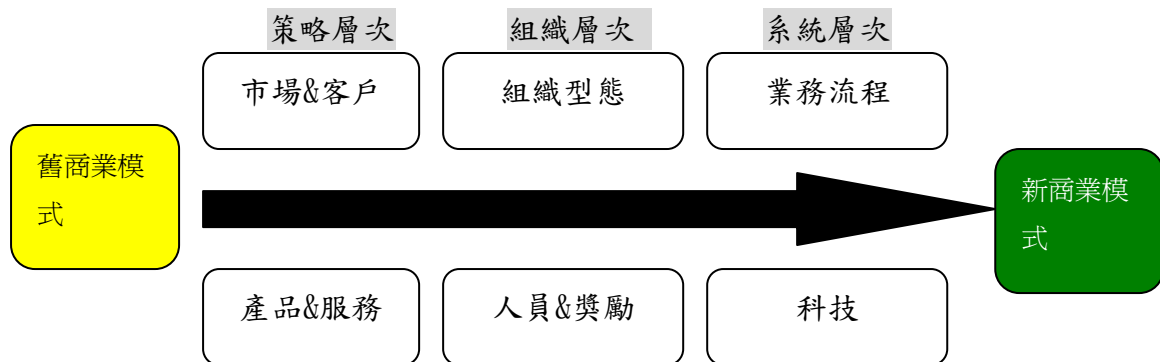 策略層次
組織層次
系統層次
市場&客戶
組織型態
業務流程
舊商業模
式
新商業模
式
產品&服務
人員&獎勵
科技